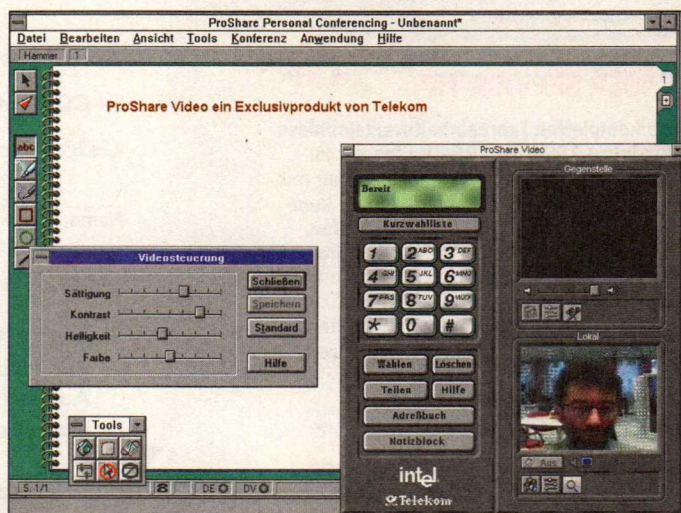 ProShare Personal Conferencing - Unbenannt*
Datei Bearbeiten Ansicht Tools Konferenz Anwendung Hilfe
Hammer 1
1
ProShare Video ein Exclusivprodukt von Telekom
abc
Videosteuerung
Sättigung
Kontrast
Helligkeit
Farbe
Schließen
Speichern
Standard
Hilfe
Tools
S. 1/1 DE DV
ProShare Video
Bereit
Kurzwahlliste
1 2 ABC 3 DEF
4 GHI 5 JKL 6 MNO
7 PRS 8 TUV 9 WXY
* 0 #
Wählen Löschen
Teilen Hilfe
Adreßbuch
Notizblock
intel
Telekom
Gegenstelle
Lokal
Aus